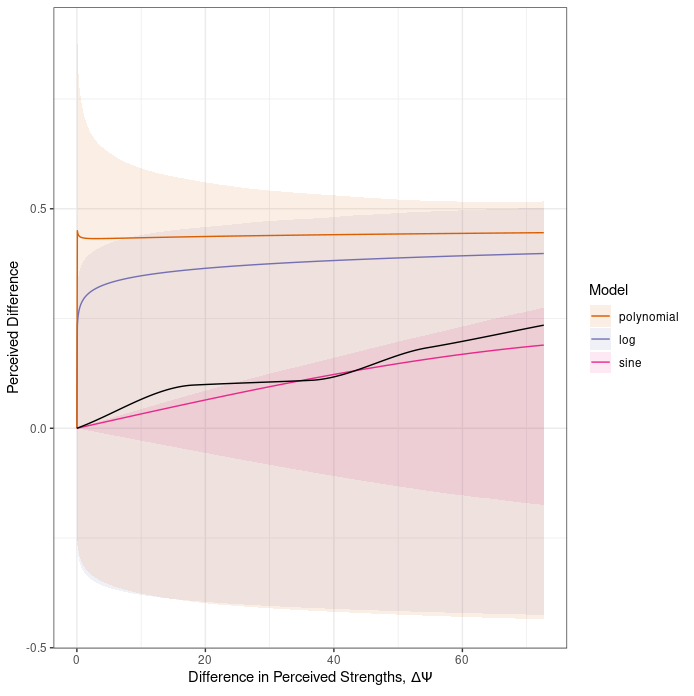 Perceived Difference
0.5
0.0
-0.5
0 20 40 60
Difference in Perceived Strengths, ΔΨ
Model
polynomial
log
sine